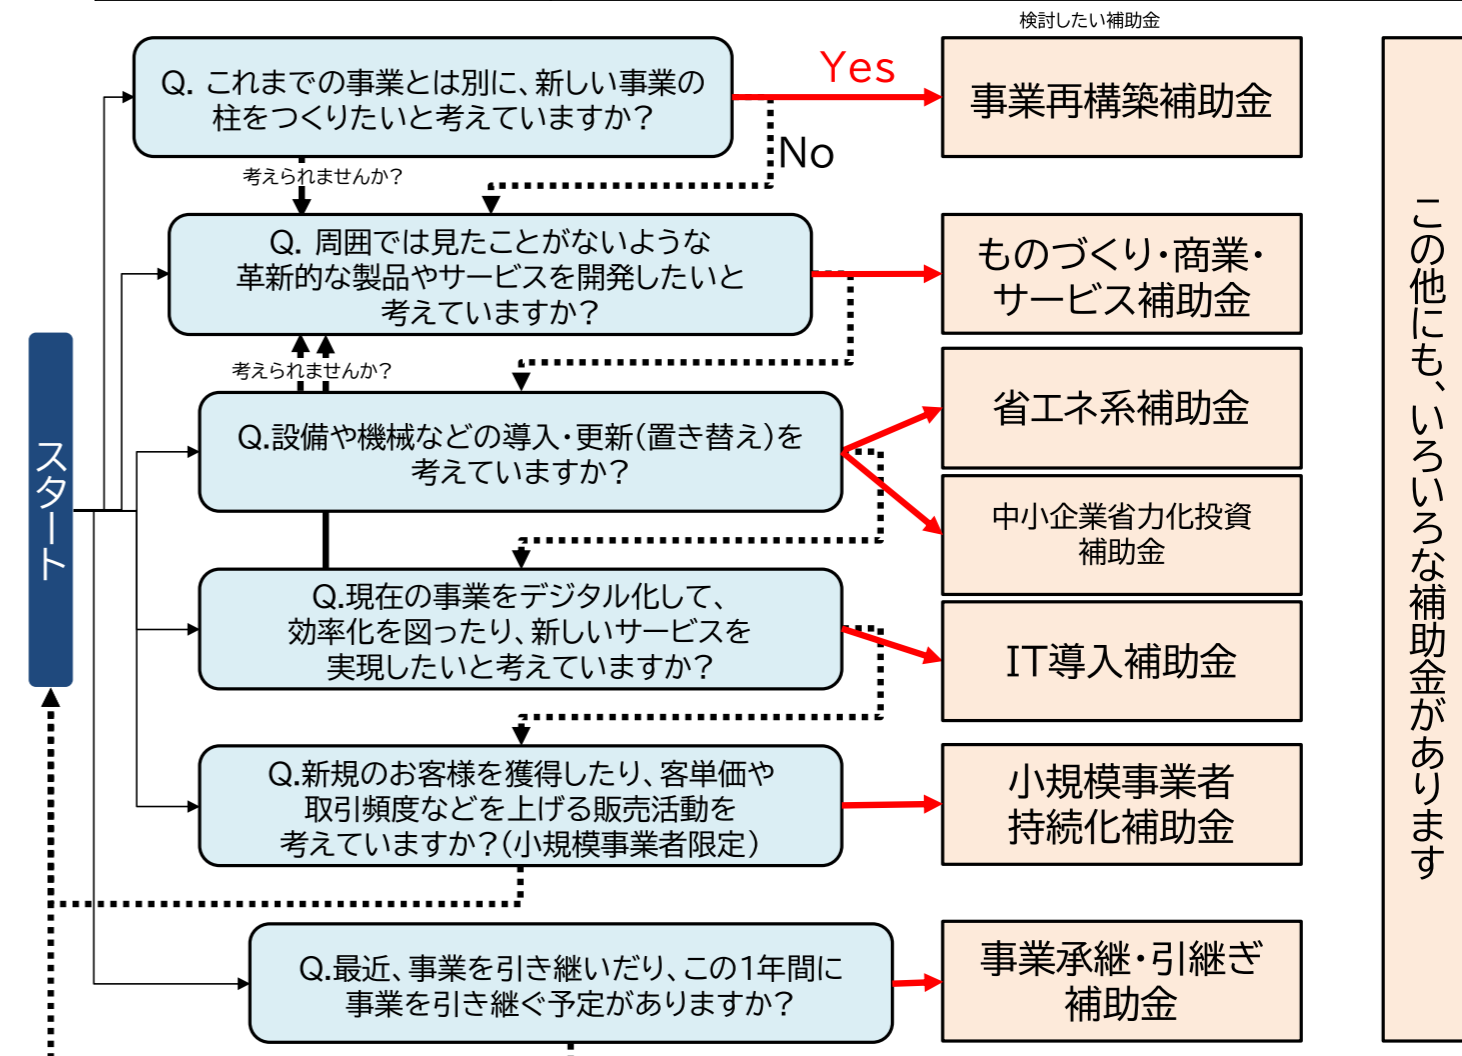 検討したい補助金
Q. これまでの事業とは別に、新しい事業の
柱をつくりたいと考えていますか？
Yes
事業再構築補助金
No
考えられませんか？
Q. 周囲では見たことがないような
革新的な製品やサービスを開発したいと
考えていますか？
ものづくり・商業・
サービス補助金
考えられませんか？
Q.設備や機械などの導入・更新(置き替え)を
考えていますか？
省エネ系補助金
中小企業省力化投資
補助金
スタート
Q.現在の事業をデジタル化して、
効率化を図ったり、新しいサービスを
実現したいと考えていますか？
IT導入補助金
Q.新規のお客様を獲得したり、客単価や
取引頻度などを上げる販売活動を
考えていますか？(小規模事業者限定)
小規模事業者
持続化補助金
Q.最近、事業を引き継いだり、この1年間に
事業を引き継ぐ予定がありますか？
事業承継・引継ぎ
補助金
この他にも、いろいろな補助金があります